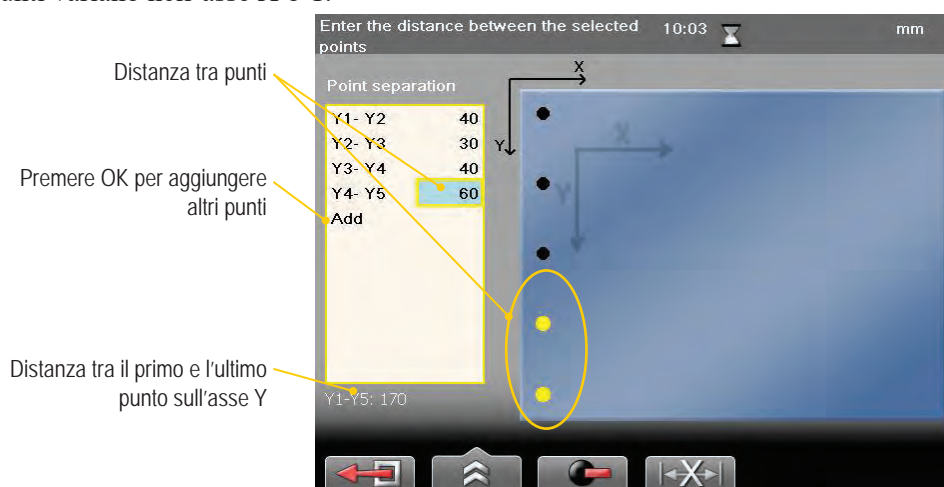 Enter the distance between the selected points
10:03
mm
Distanza tra punti
Point separation
X
Y1- Y2 40
Y2- Y3 30
Y
X
Y3- Y4 40
Premere OK per aggiungere
altri punti
Y4- Y5 60
Y
Add
Distanza tra il primo e l'ultimo
punto sull'asse Y
Y1-Y5: 170
X